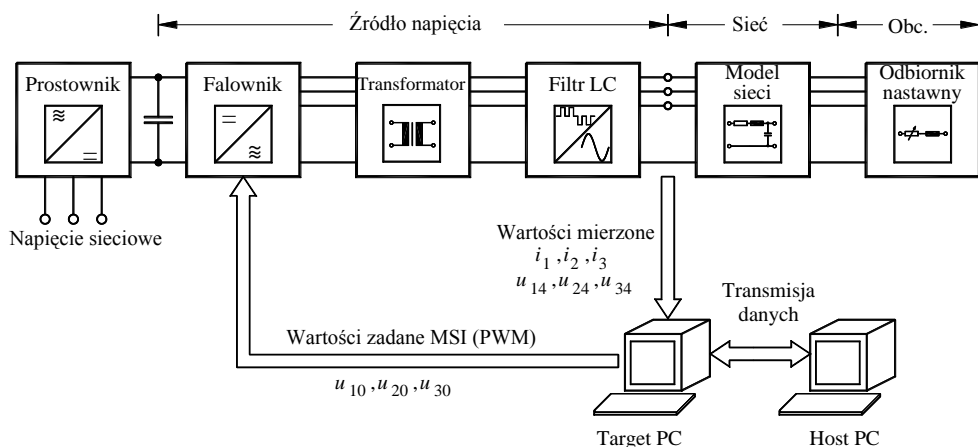 Źródło napięcia
Sieć
Obc.
Prostownik
Falownik
Transformator
Filtr LC
Model
sieci
Odbiornik
nastawny
Napięcie sieciowe
Wartości mierzone
i1 ,i2 ,i3
u14 ,u24 ,u34
Transmisja
danych
Wartości zadane MSI (PWM)
u10 ,u20 ,u30
Target PC
Host PC